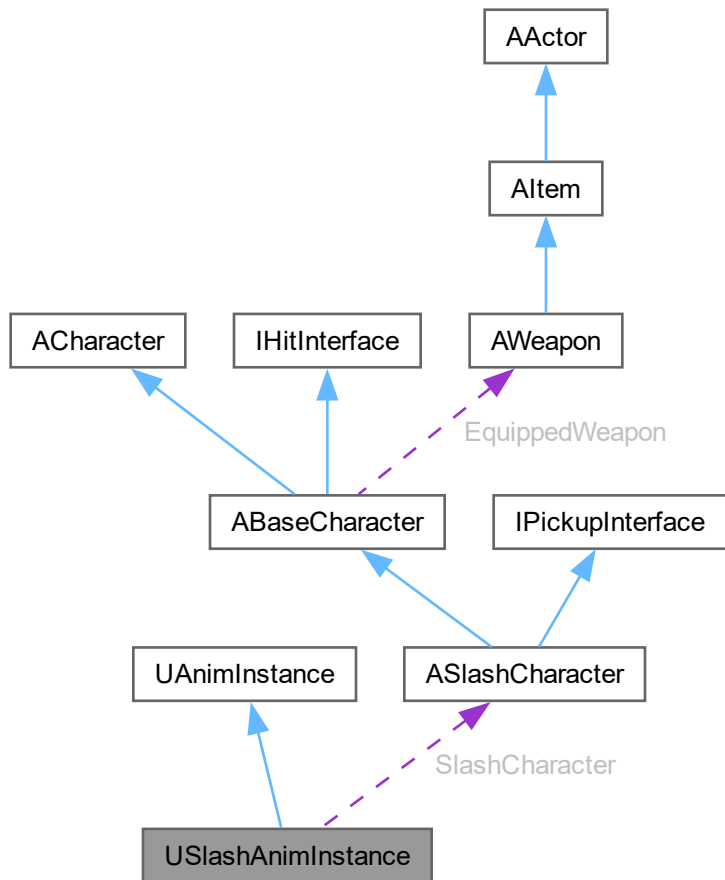 AActor
AItem
ACharacter
IHitInterface
AWeapon
EquippedWeapon
ABaseCharacter
IPickupInterface
UAnimInstance
ASlashCharacter
SlashCharacter
USlashAnimInstance